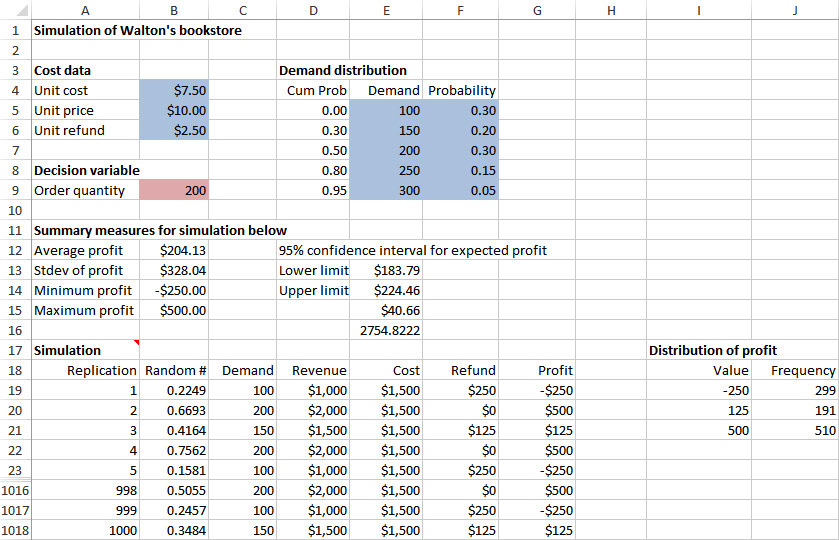 A B C D E F G H I J
1 Simulation of Walton's bookstore
2
3 Cost data Demand distribution
4 Unit cost $7.50 Cum Prob Demand Probability
5 Unit price $10.00 0.00 100 0.30
6 Unit refund $2.50 0.30 150 0.20
7 0.50 200 0.30
8 Decision variable 0.80 250 0.15
9 Order quantity 200 0.95 300 0.05
10
11 Summary measures for simulation below
12 Average profit $204.13 95% confidence interval for expected profit
13 Stdev of profit $328.04 Lower limit $183.79
14 Minimum profit -$250.00 Upper limit $224.46
15 Maximum profit $500.00 $40.66
16 2754.8222
17 Simulation Distribution of profit
18 Replication Random # Demand Revenue Cost Refund Profit Value Frequency
19 1 0.2249 100 $1,000 $1,500 $250 -$250 -250 299
20 2 0.6693 200 $2,000 $1,500 $0 $500 125 191
21 3 0.4164 150 $1,500 $1,500 $125 $125 500 510
22 4 0.7562 200 $2,000 $1,500 $0 $500
23 5 0.1581 100 $1,000 $1,500 $250 -$250
1016 998 0.5055 200 $2,000 $1,500 $0 $500
1017 999 0.2457 100 $1,000 $1,500 $250 -$250
1018 1000 0.3484 150 $1,500 $1,500 $125 $125